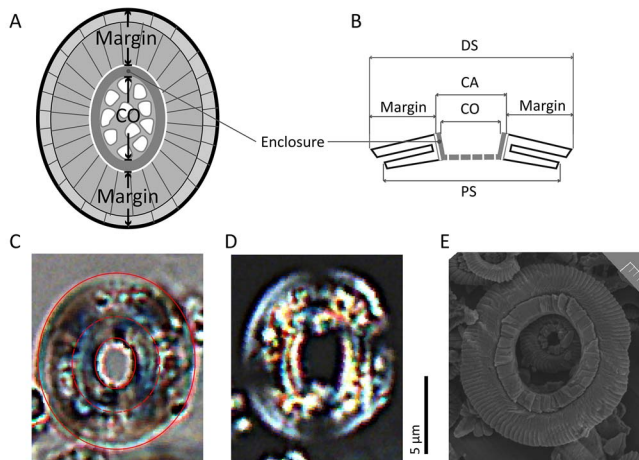 A
Margin
CO
Margin
Enclosure
B
DS
CA
Margin
CO
Margin
PS
C
D
E
5 µm